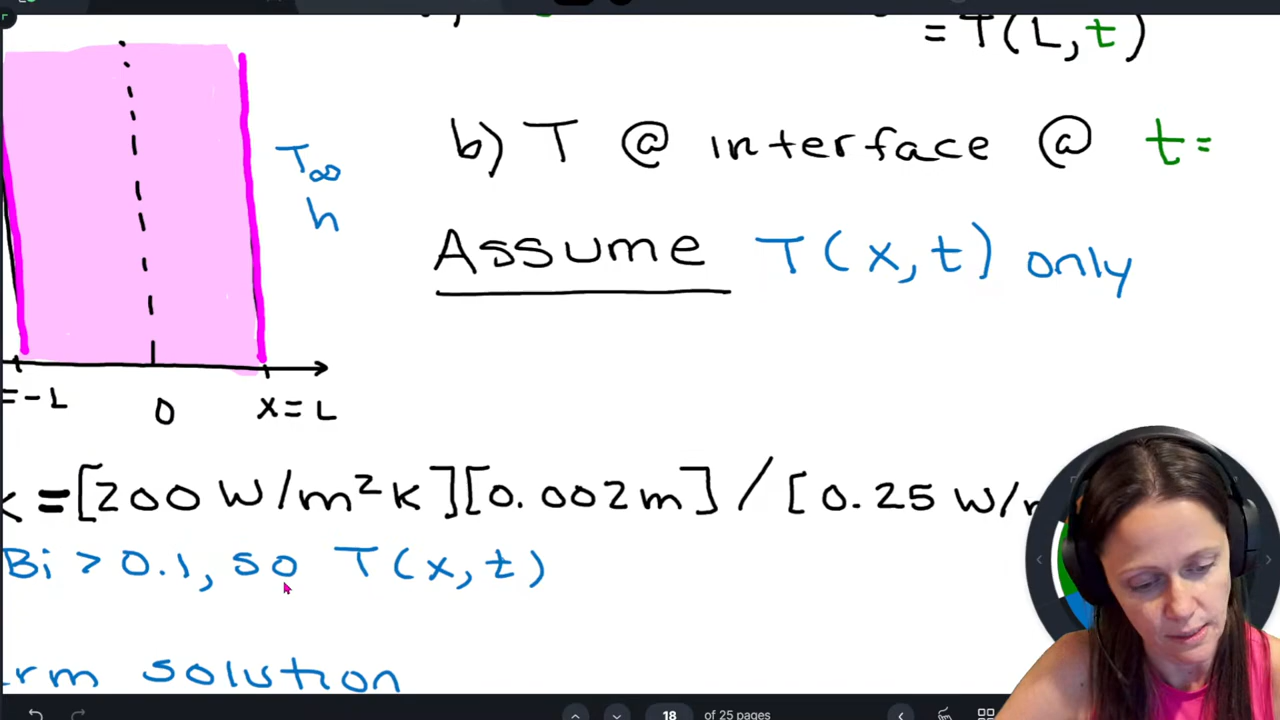 = T(L,t)
b) T @ interface @ t=
T∞
h
Assume T(x,t) only
=-L 0 x=L
k =[200 W/m²K][0.002m] / [0.25 W/m
Bi > 0.1, so T(x,t)
rm solution
18 of 25 pages